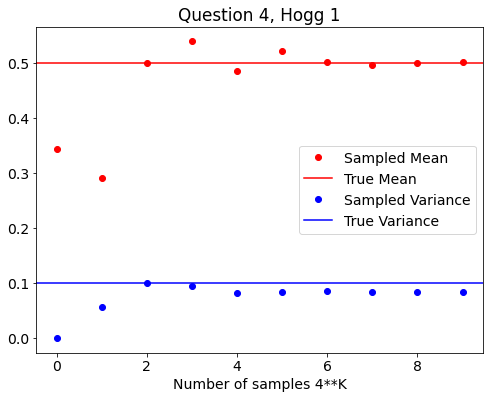 Question 4, Hogg 1
0.5
0.4
0.3
0.2
0.1
0.0
Sampled Mean
True Mean
Sampled Variance
True Variance
0 2 4 6 8
Number of samples 4**K